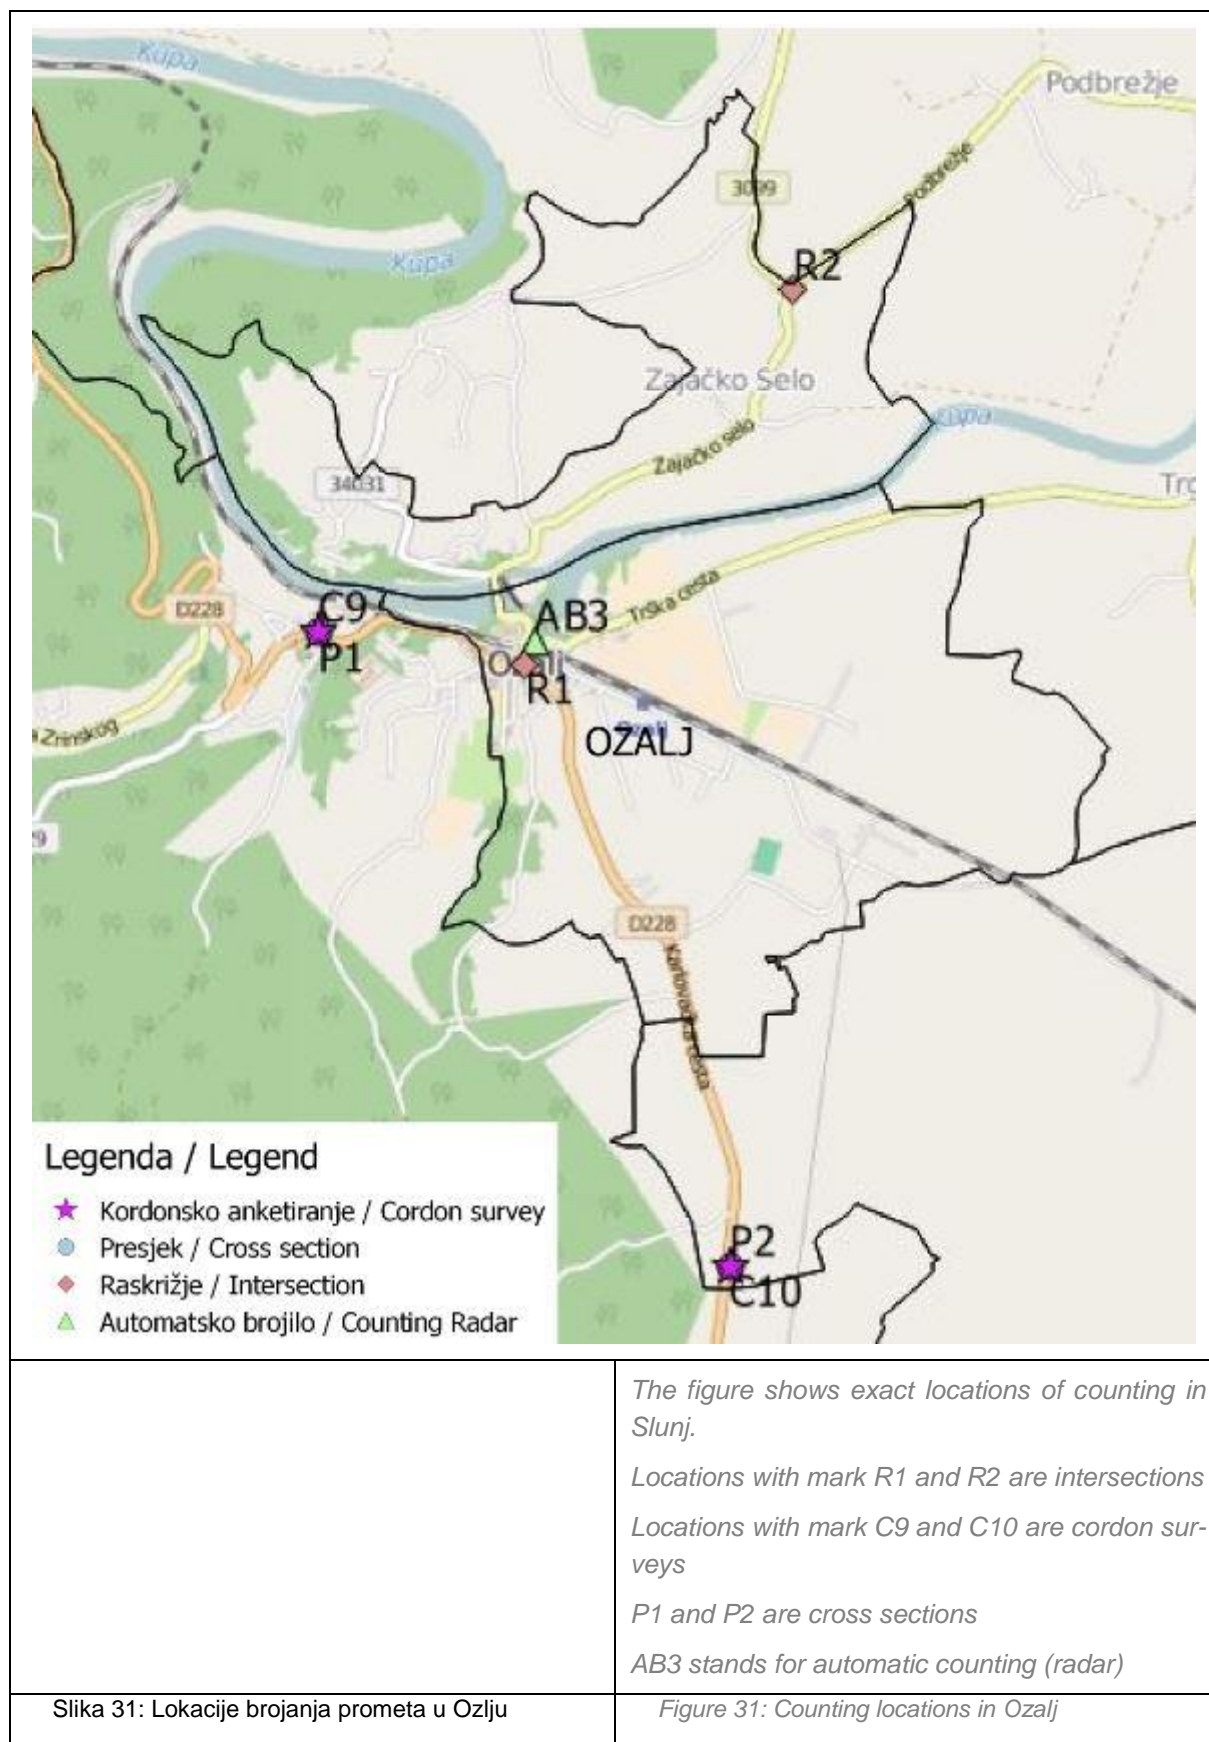 Kupa
Podbrežje
3099
Podbrežje
Kupa
R2
Zajačko Selo
Kupa
Zajačko selo
34031
Trg
D228
C9
P1
AB3
Trška cesta
Ozalj
R1
Ozalj
OZALJ
Zrinskog
9
D228
Karlovačka cesta
P2
C10
Legenda / Legend
Kordonsko anketiranje / Cordon survey
Presjek / Cross section
Raskrižje / Intersection
Automatsko brojilo / Counting Radar
The figure shows exact locations of counting in
Slunj.
Locations with mark R1 and R2 are intersections
Locations with mark C9 and C10 are cordon sur-
veys
P1 and P2 are cross sections
AB3 stands for automatic counting (radar)
Slika 31: Lokacije brojanja prometa u Ozlju
Figure 31: Counting locations in Ozalj